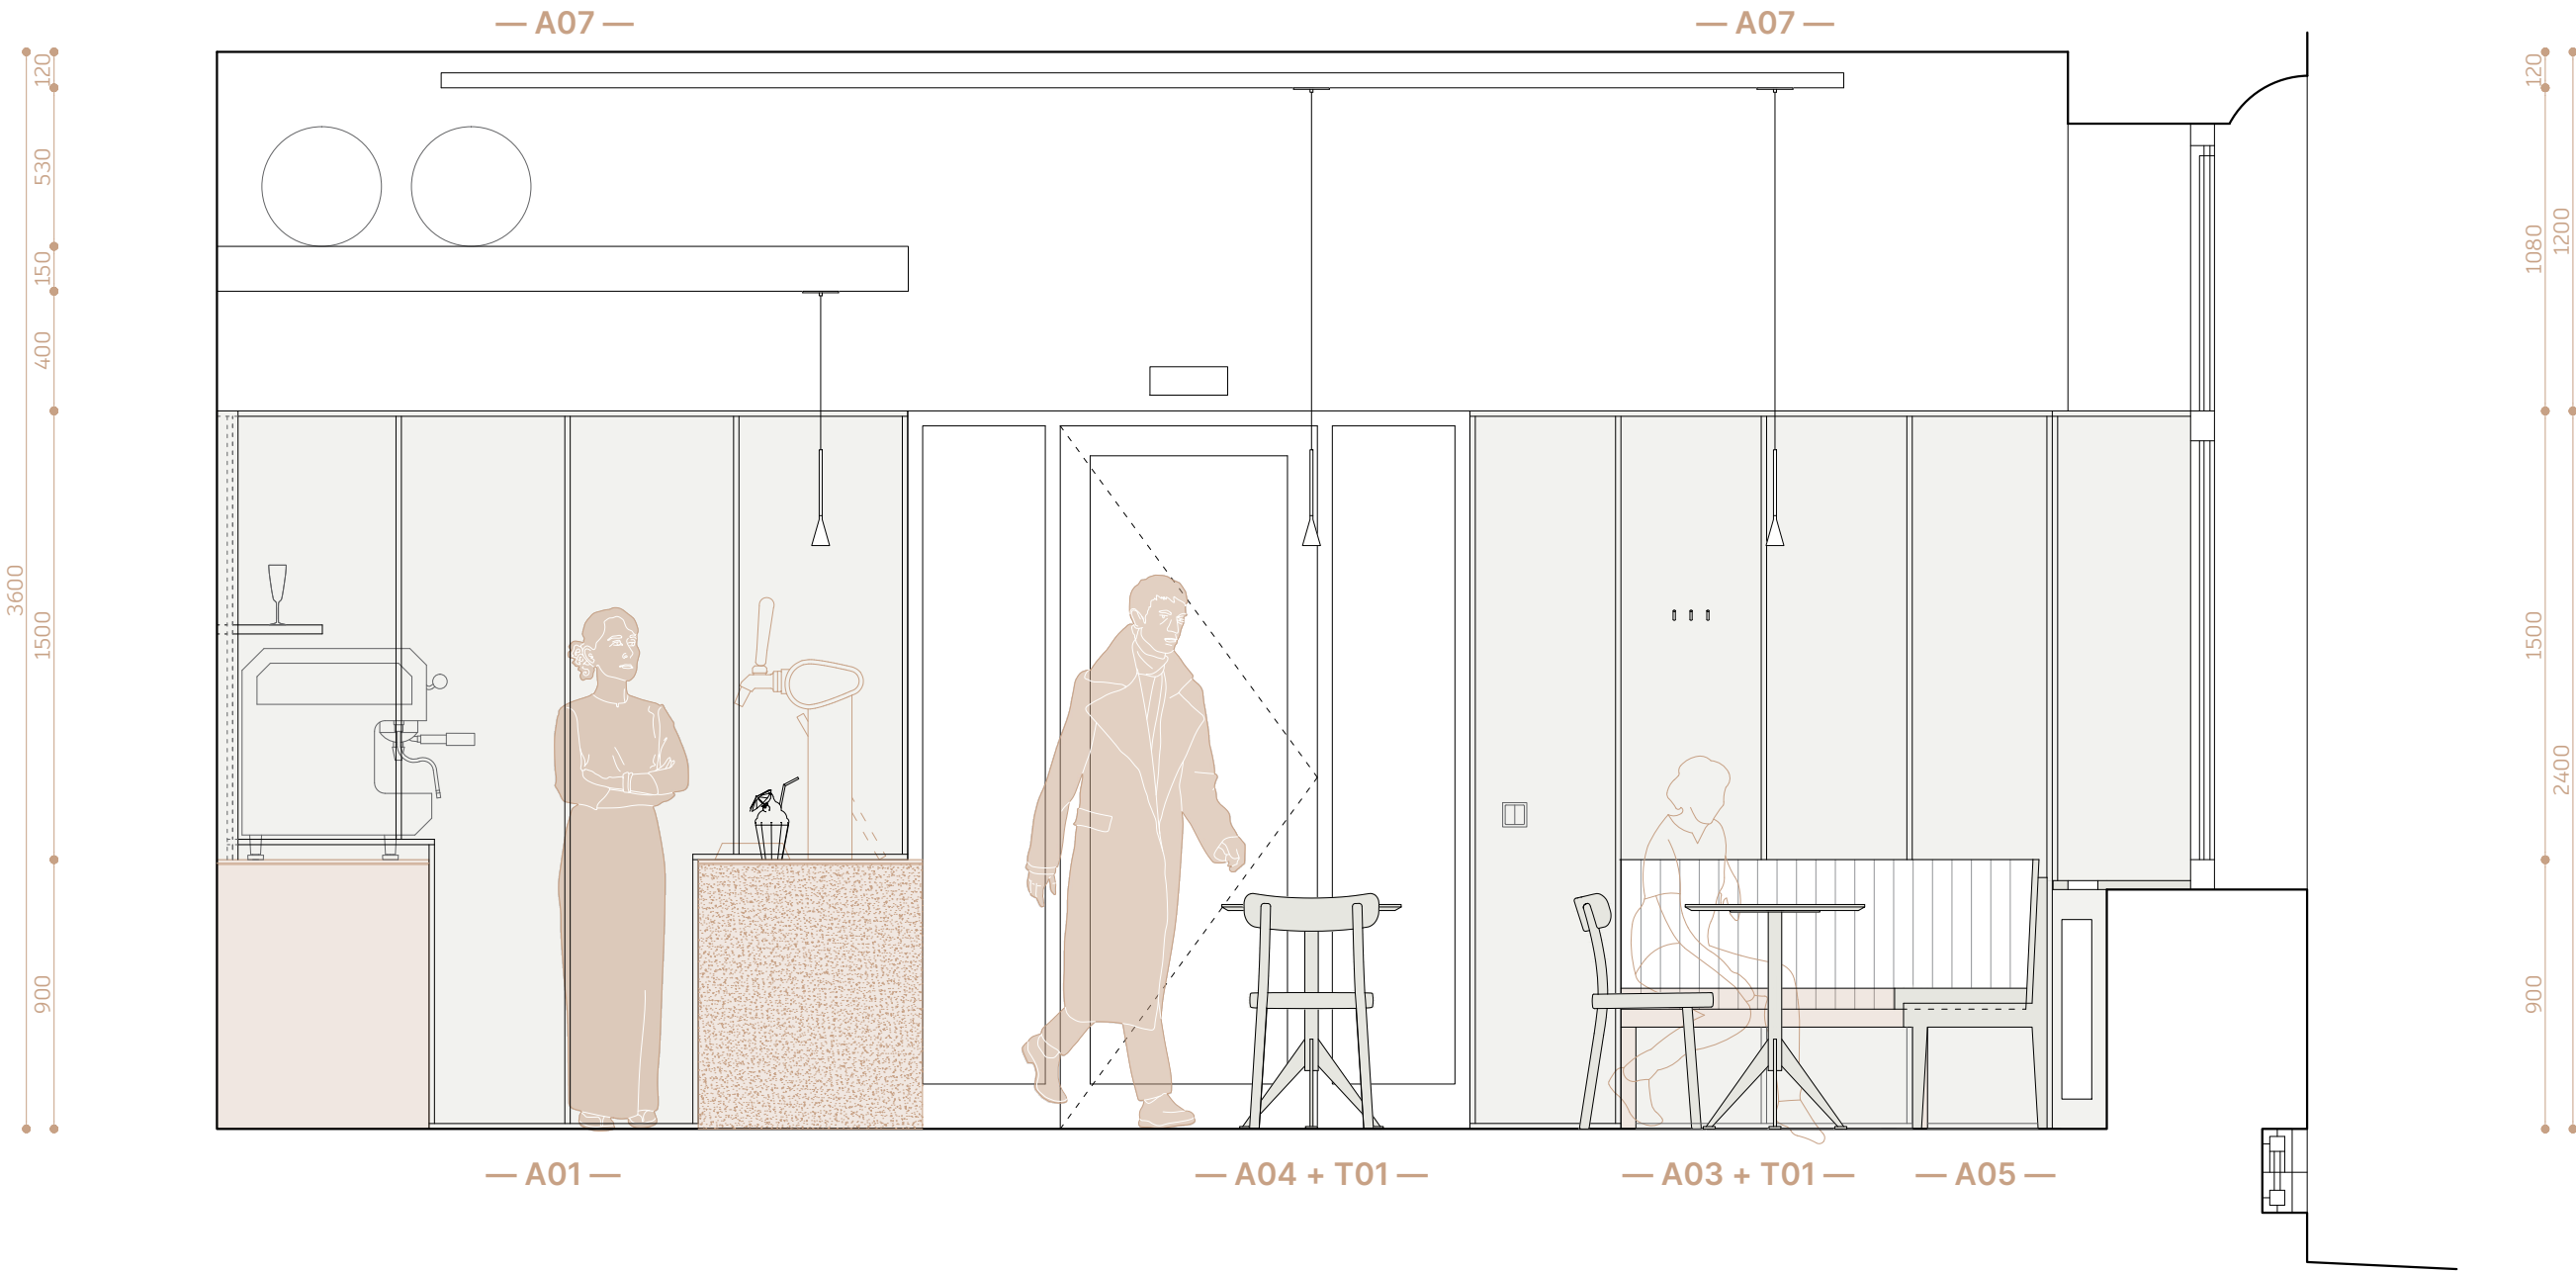 — A07 —
— A07 —
120
530
150
400
1500
900
3600
120
1080
1500
900
1200
2400
— A01 —
— A04 + T01 —
— A03 + T01 —
— A05 —